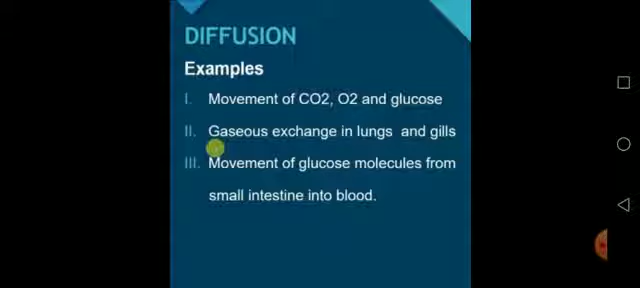 DIFFUSION
Examples
I. Movement of CO2, O2 and glucose
II. Gaseous exchange in lungs and gills
III. Movement of glucose molecules from
small intestine into blood.